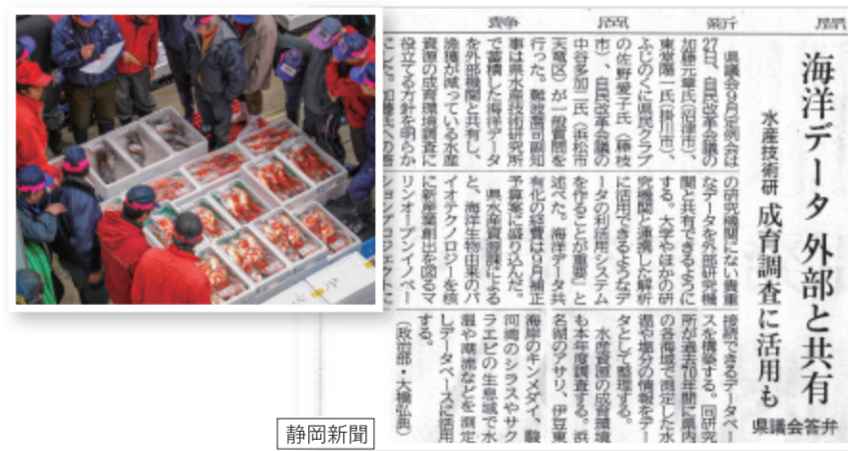 静岡新聞
海洋データ 外部と共有
水産技術研 成育調査に活用も
県議会答弁
県議会9月定例会は
27日、自民改革会議の
加藤元章氏(沼津市)、
東堂陽一氏(掛川市)、
ふじのくに県民クラブ
の佐野愛子氏(藤枝
市)、自民改革会議の
中谷多加二氏(浜松市
天竜区)が一般質問を
行った。難波喬司副知
事は県水産技術研究所
で蓄積した海洋データ
を外部機関と共有し、
漁獲が減っている水産
資源の成育環境調査に
役立てる方針を明らか
にした。加藤氏への答
の研究機関にない貴重
なデータを外部研究機
関と共有できるように
する。大学やほかの研
究機関と連携した解析
に活用できるようなデ
ータの利活用システム
を作ることが重要」と
述べた。海洋データ共
有化の経費は9月補正
予算案に盛り込んだ。
県水産資源課による
と、海洋生物由来のバ
イオテクノロジーを核
に新産業創出を図るマ
リンオープンイノベー
ションプロジェクトに
接続できるデータベー
スを構築する。同研究
所が過去70年間に県内
の各海域で測定した水
温や塩分の情報をデー
タとして整理する。
水産資源の成育環境
も本年度調査する。浜
名湖のアサリ、伊豆東
海岸のキンメダイ、駿
河湾のシラスやサク
ラエビの生息域で水
温や潮流などを測定
しデータベースに活用
する。
(政治部・大橋弘典)
静岡新聞